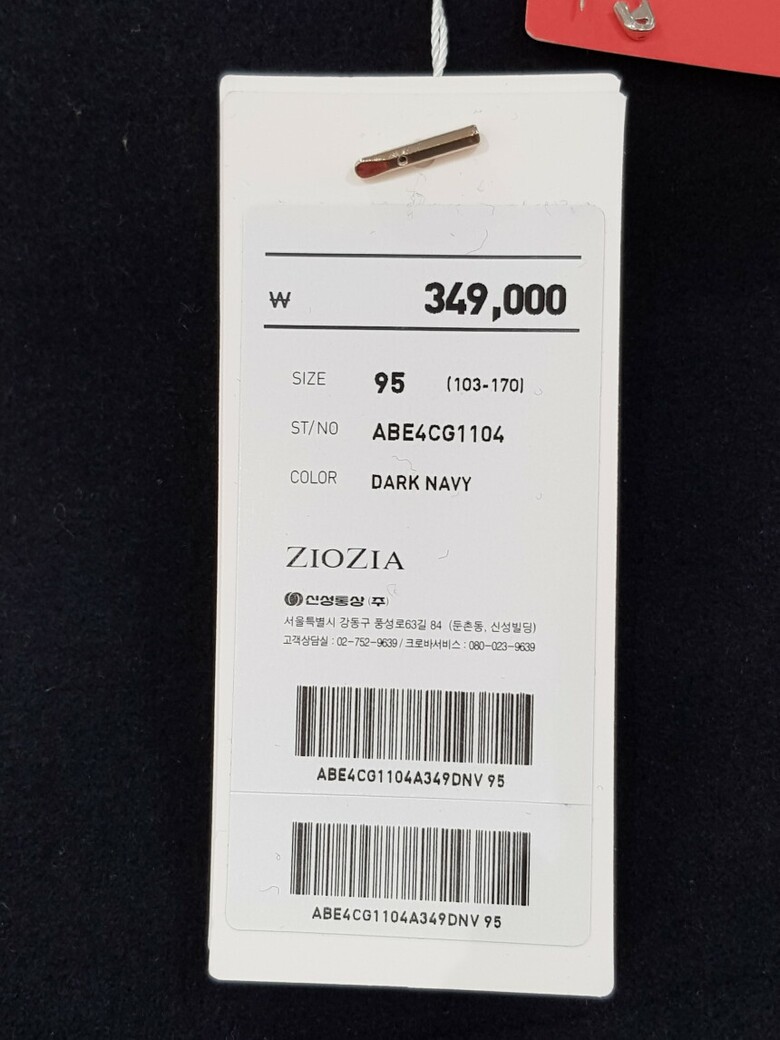 ₩ 349,000
SIZE 95 (103-170)
ST/NO ABE4CG1104
COLOR DARK NAVY
ZIOZIA
신성통상(주)
서울특별시 강동구 풍성로63길 84 (둔촌동, 신성빌딩)
고객상담실 : 02-752-9639 / 크로바서비스 : 080-023-9639
ABE4CG1104A349DNV 95
ABE4CG1104A349DNV 95